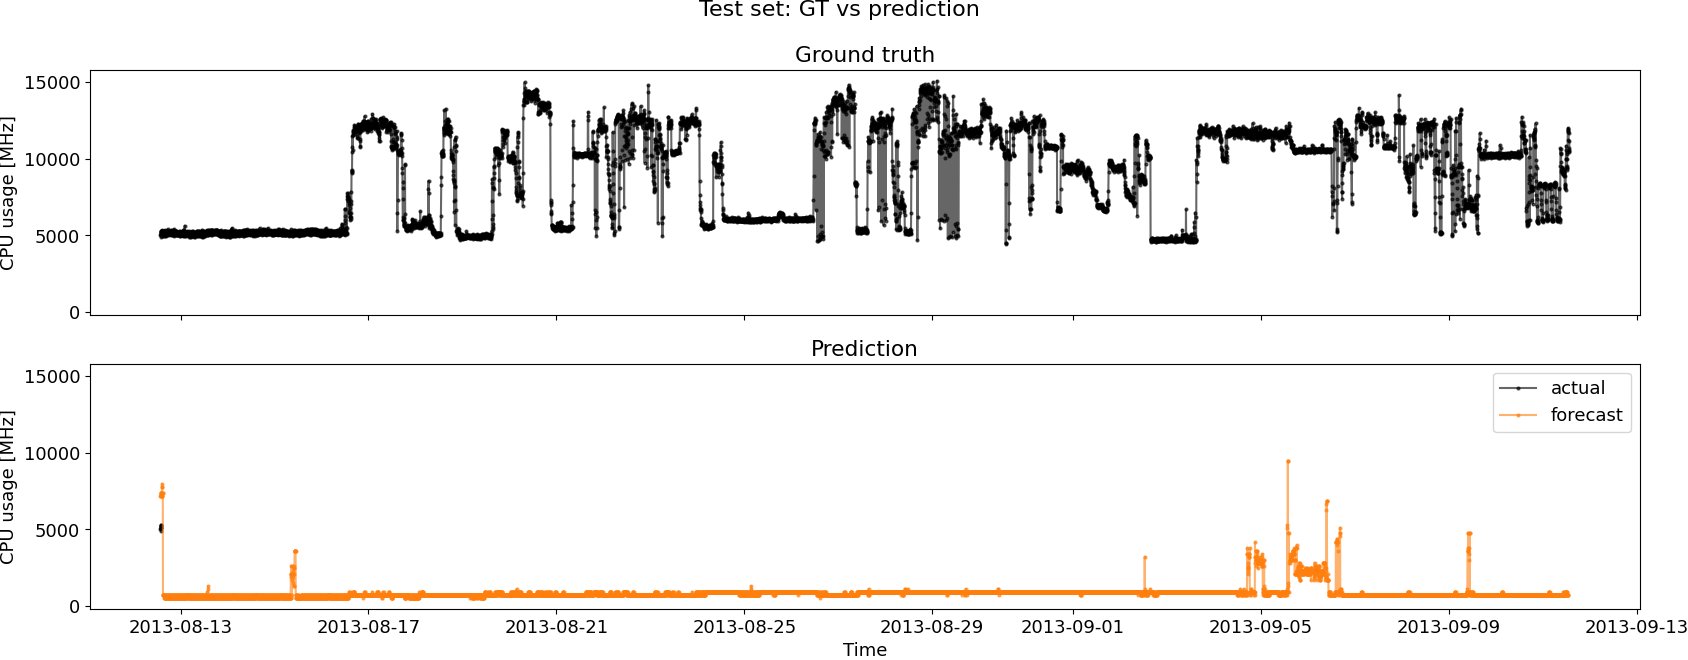 Test set: GT vs prediction
Ground truth
CPU usage [MHz]
15000
10000
5000
0
Prediction
CPU usage [MHz]
15000
10000
5000
0
actual
forecast
2013-08-13 2013-08-17 2013-08-21 2013-08-25 2013-08-29 2013-09-01 2013-09-05 2013-09-09 2013-09-13
Time